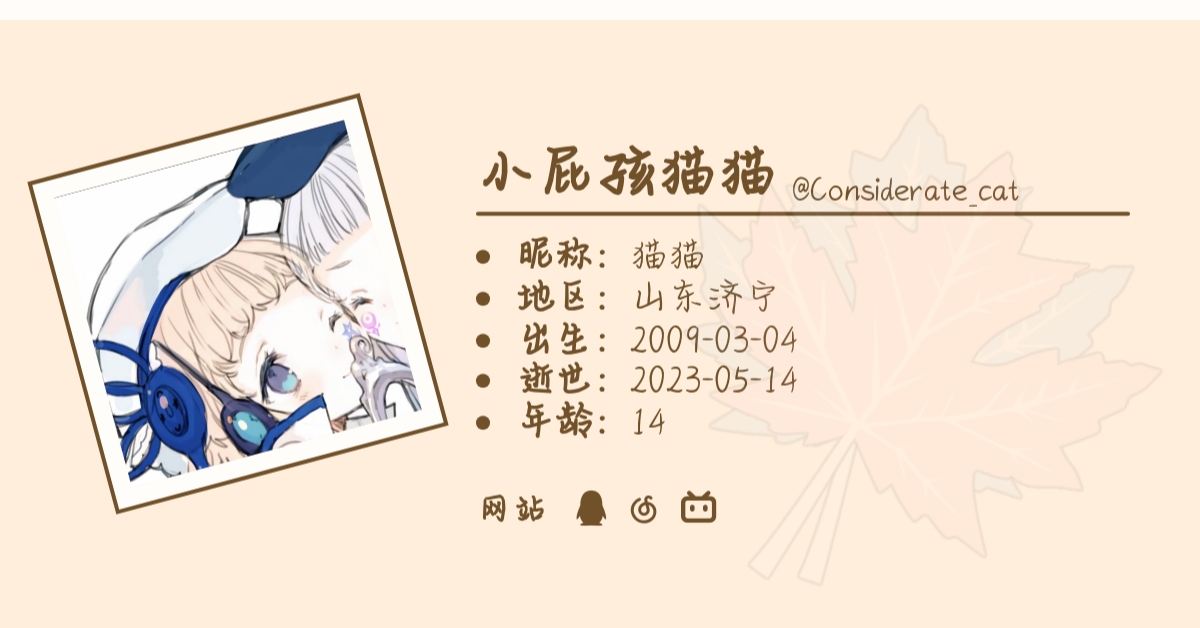 小屁孩猫猫 @Considerate_cat
昵称：猫猫
地区：山东济宁
出生：2009-03-04
逝世：2023-05-14
年龄：14
网站